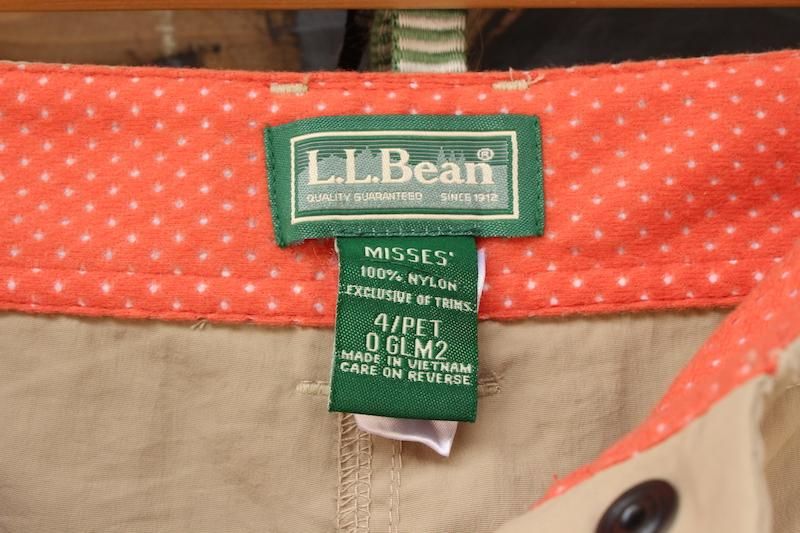 L.L.Bean®
QUALITY GUARANTEED SINCE 1912
MISSES'
100% NYLON
EXCLUSIVE OF TRIMS
4/PET
0 GLM2
MADE IN VIETNAM
CARE ON REVERSE